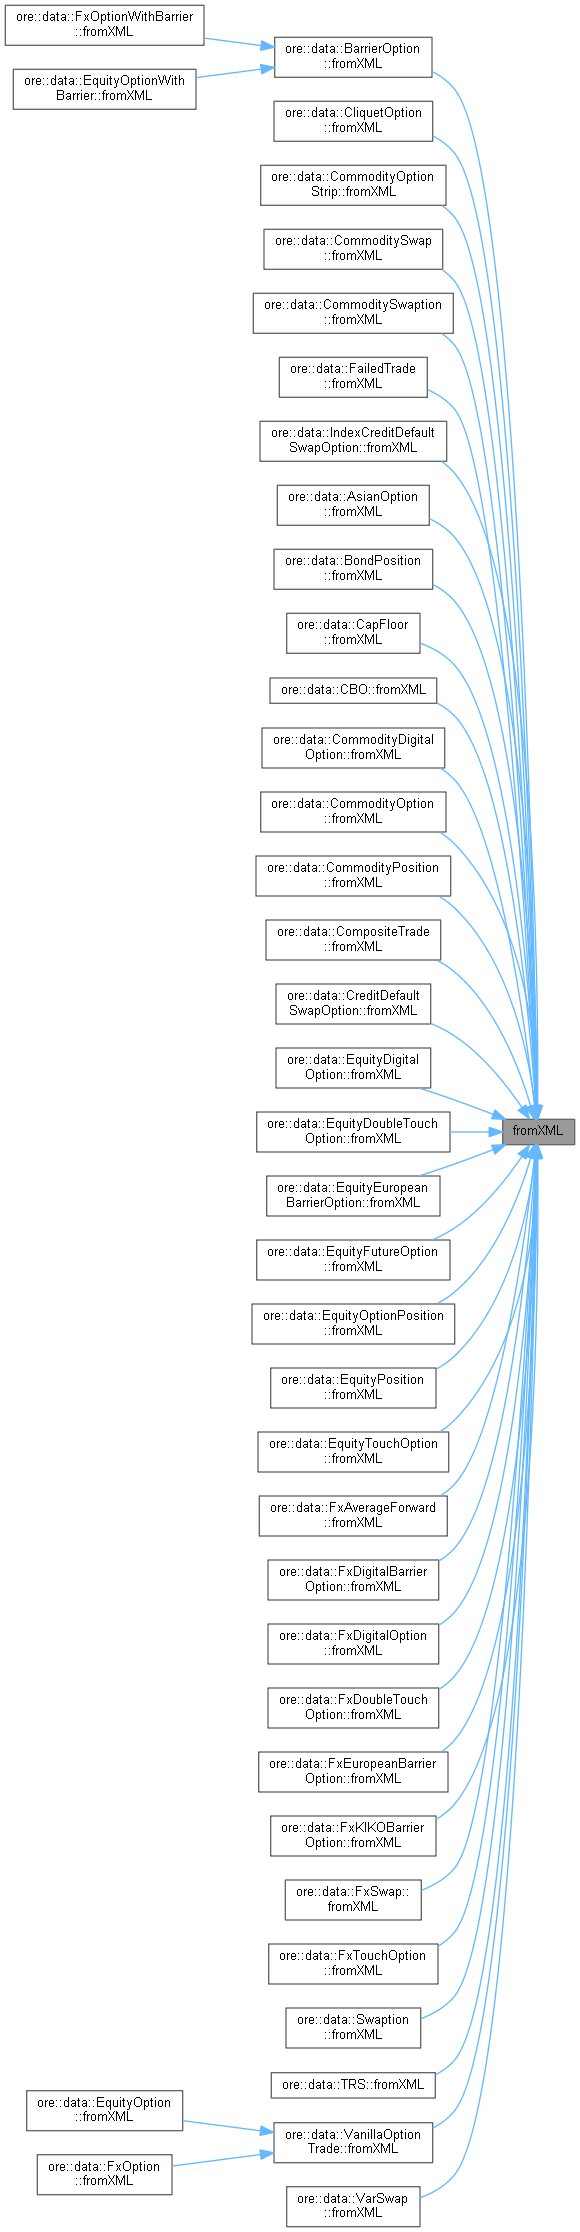 ore::data::FxOptionWithBarrier
::fromXML
ore::data::EquityOptionWith
Barrier::fromXML
ore::data::BarrierOption
::fromXML
ore::data::CliquetOption
::fromXML
ore::data::CommodityOption
Strip::fromXML
ore::data::CommoditySwap
::fromXML
ore::data::CommoditySwaption
::fromXML
ore::data::FailedTrade
::fromXML
ore::data::IndexCreditDefault
SwapOption::fromXML
ore::data::AsianOption
::fromXML
ore::data::BondPosition
::fromXML
ore::data::CapFloor
::fromXML
ore::data::CBO::fromXML
ore::data::CommodityDigital
Option::fromXML
ore::data::CommodityOption
::fromXML
ore::data::CommodityPosition
::fromXML
ore::data::CompositeTrade
::fromXML
ore::data::CreditDefault
SwapOption::fromXML
ore::data::EquityDigital
Option::fromXML
ore::data::EquityDoubleTouch
Option::fromXML
fromXML
ore::data::EquityEuropean
BarrierOption::fromXML
ore::data::EquityFutureOption
::fromXML
ore::data::EquityOptionPosition
::fromXML
ore::data::EquityPosition
::fromXML
ore::data::EquityTouchOption
::fromXML
ore::data::FxAverageForward
::fromXML
ore::data::FxDigitalBarrier
Option::fromXML
ore::data::FxDigitalOption
::fromXML
ore::data::FxDoubleTouch
Option::fromXML
ore::data::FxEuropeanBarrier
Option::fromXML
ore::data::FxKIKOBarrier
Option::fromXML
ore::data::FxSwap::
fromXML
ore::data::FxTouchOption
::fromXML
ore::data::Swaption
::fromXML
ore::data::TRS::fromXML
ore::data::EquityOption
::fromXML
ore::data::FxOption
::fromXML
ore::data::VanillaOption
Trade::fromXML
ore::data::VarSwap
::fromXML